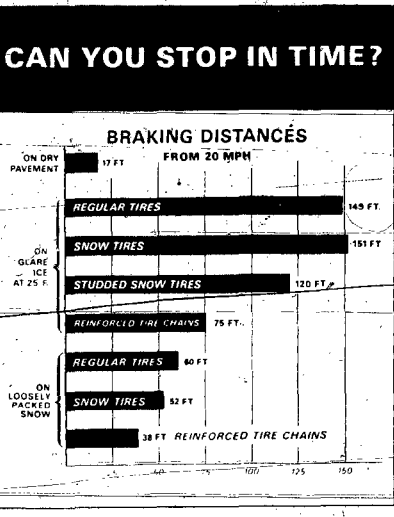 CAN YOU STOP IN TIME?
BRAKING DISTANCES
FROM 20 MPH
ON DRY
PAVEMENT
17 FT
REGULAR TIRES 149 FT.
SNOW TIRES 151 FT
STUDDED SNOW TIRES 120 FT.
REINFORCED TIRE CHAINS 75 FT.
ON
GLARE
ICE
AT 25 F.
REGULAR TIRES 60 FT
SNOW TIRES 52 FT
38 FT REINFORCED TIRE CHAINS
ON
LOOSELY
PACKED
SNOW
25 50 75 100 125 150